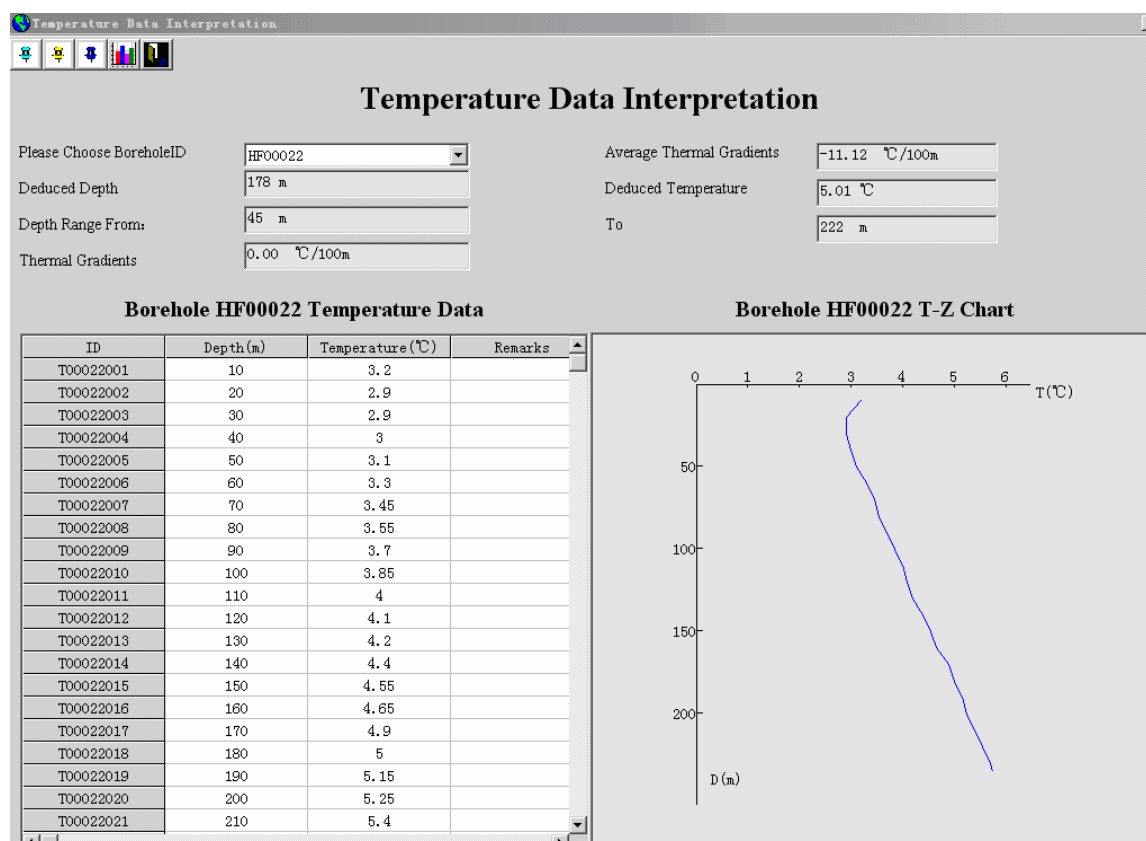 Temperature Data Interpretation
Temperature Data Interpretation
Please Choose BoreholeID HF00022 Average Thermal Gradients -11.12 ℃/100m
Deduced Depth 178 m Deduced Temperature 5.01 ℃
Depth Range From: 45 m To 222 m
Thermal Gradients 0.00 ℃/100m
Borehole HF00022 Temperature Data
ID Depth(m) Temperature(℃) Remarks
T00022001 10 3.2
T00022002 20 2.9
T00022003 30 2.9
T00022004 40 3
T00022005 50 3.1
T00022006 60 3.3
T00022007 70 3.45
T00022008 80 3.55
T00022009 90 3.7
T00022010 100 3.85
T00022011 110 4
T00022012 120 4.1
T00022013 130 4.2
T00022014 140 4.4
T00022015 150 4.55
T00022016 160 4.65
T00022017 170 4.9
T00022018 180 5
T00022019 190 5.15
T00022020 200 5.25
T00022021 210 5.4
Borehole HF00022 T-Z Chart
0 1 2 3 4 5 6
T(℃)
50
100
150
200
D(m)